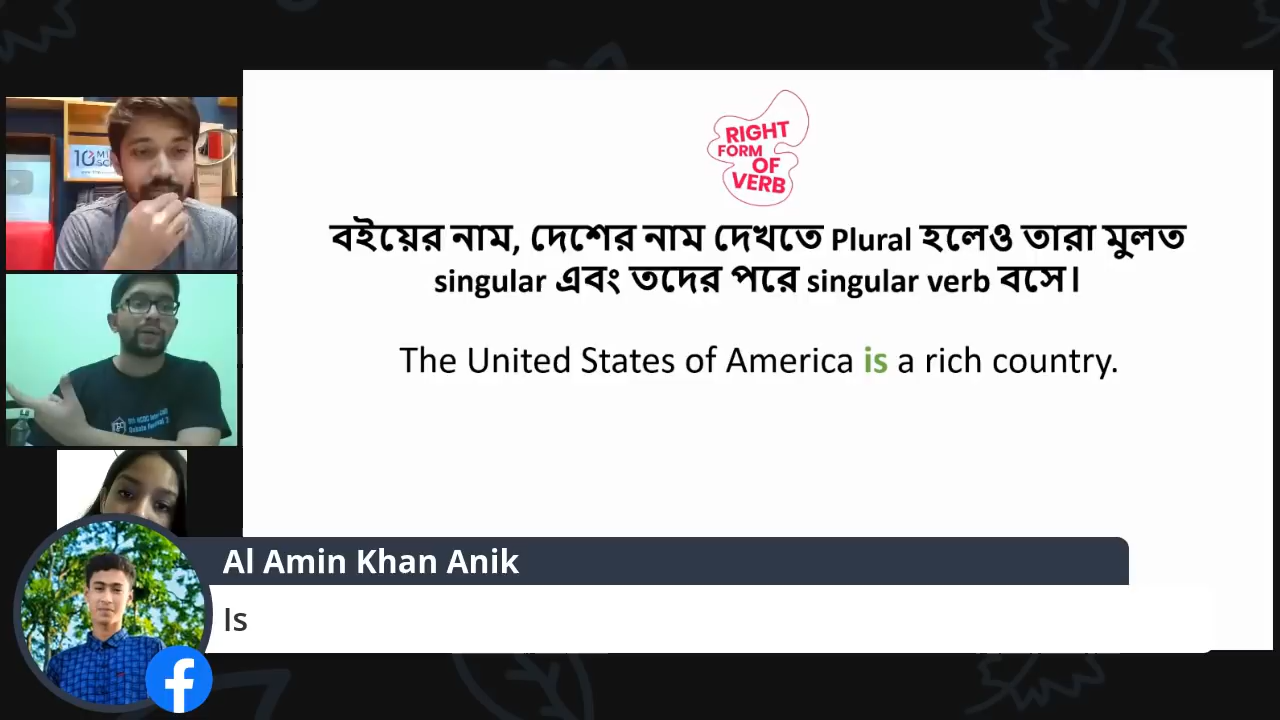 RIGHT
FORM
OF
VERB
বইয়ের নাম, দেশের নাম দেখতে Plural হলেও তারা মুলত
singular এবং তদের পরে singular verb বসে।
The United States of America is a rich country.
10
Al Amin Khan Anik
Is